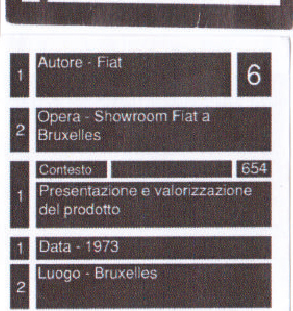 1 Autore - Fiat 6
2 Opera - Showroom Fiat a
Bruxelles
Contesto 654
1 Presentazione e valorizzazione
del prodotto
1 Data - 1973
2 Luogo - Bruxelles